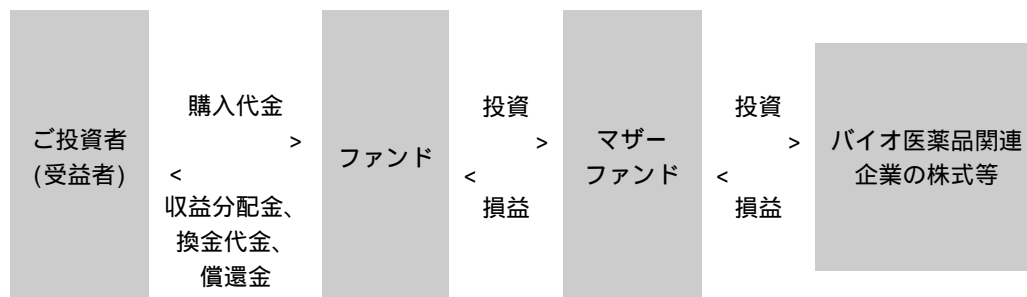 ご投資者
(受益者)
購入代金
>
<
収益分配金、
換金代金、
償還金
ファンド
投資
>
<
損益
マザー
ファンド
投資
>
<
損益
バイオ医薬品関連
企業の株式等